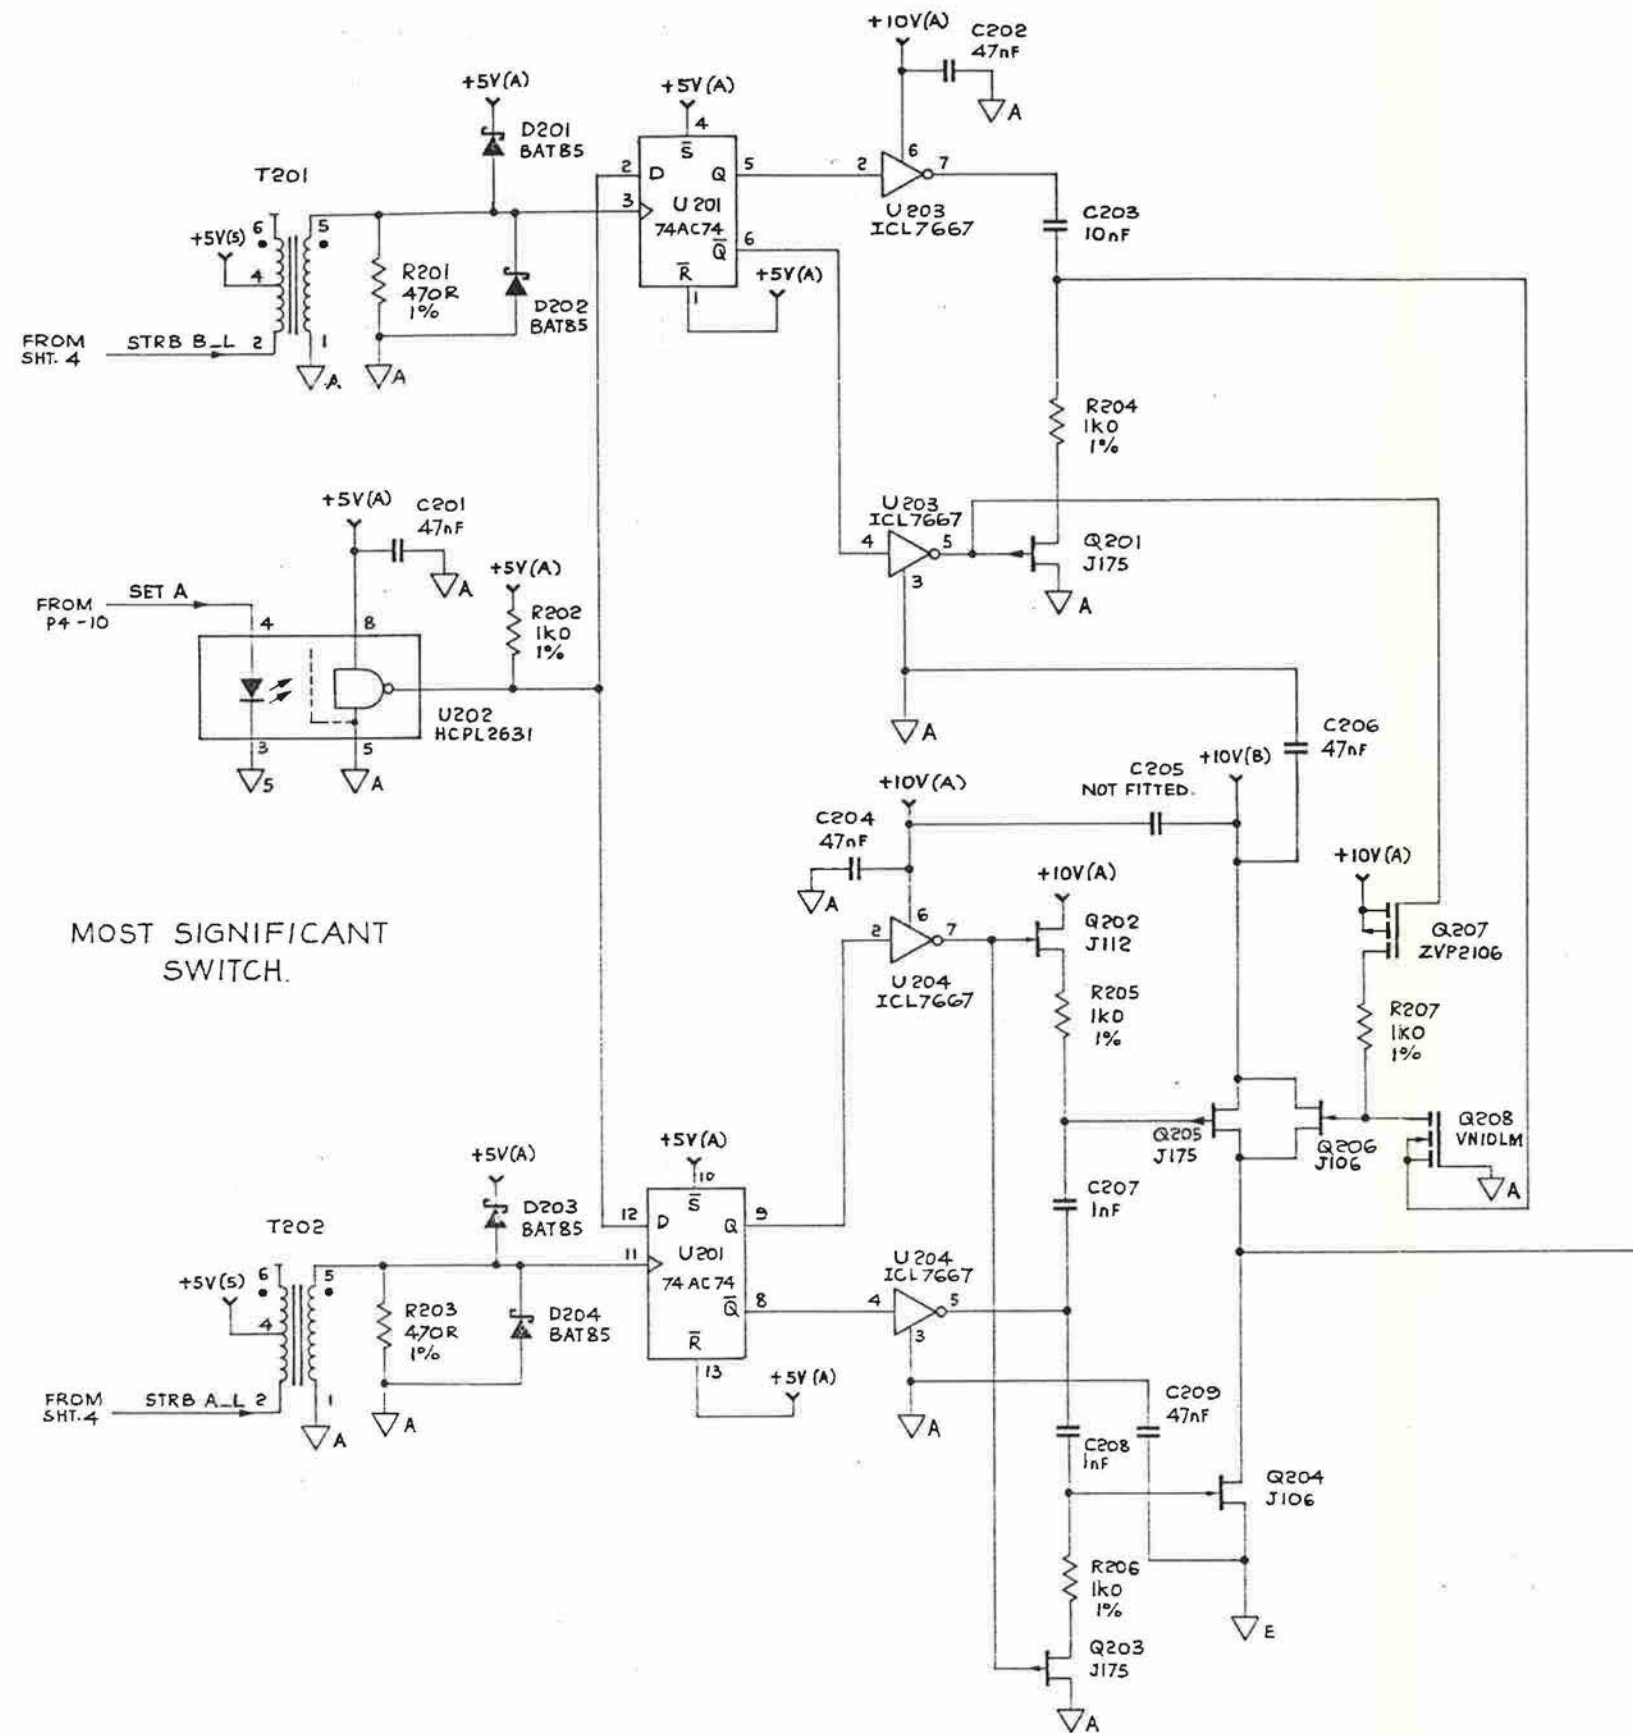 +10V(A)
C202
47nF
A
+5V(A)
D201
BAT85
+5V(A)
4
S̅
2
D
Q
5
3
U201
74AC74
6
Q̅
R̅
1
+5V(A)
2
6
7
U203
ICL7667
C203
10nF
T201
6
5
+5V(5)
4
2
1
FROM
SHT. 4
STRB B_L
A
R201
470R
1%
A
D202
BAT85
R204
1k0
1%
U203
ICL7667
4
5
3
Q201
J175
A
+5V(A)
C201
47nF
A
+5V(A)
R202
1k0
1%
FROM
P4-10
SET A
4
8
3
5
U202
HCPL2631
5
A
A
C206
47nF
C205
NOT FITTED.
+10V(B)
+10V(A)
C204
47nF
A
+10V(A)
Q202
J112
2
6
7
U204
ICL7667
R205
1k0
1%
+10V(A)
Q207
ZVP2106
R207
1k0
1%
MOST SIGNIFICANT
SWITCH.
Q205
J175
Q206
J106
Q208
VN10LM
A
+5V(A)
D203
BAT85
+5V(A)
10
S̅
12
D
Q
9
11
U201
74AC74
Q̅
8
R̅
13
+5V(A)
T202
6
5
+5V(5)
4
2
1
FROM
SHT. 4
STRB A_L
A
R203
470R
1%
A
D204
BAT85
U204
ICL7667
4
5
3
A
C207
1nF
C208
1nF
C209
47nF
Q204
J106
R206
1k0
1%
E
Q203
J175
A